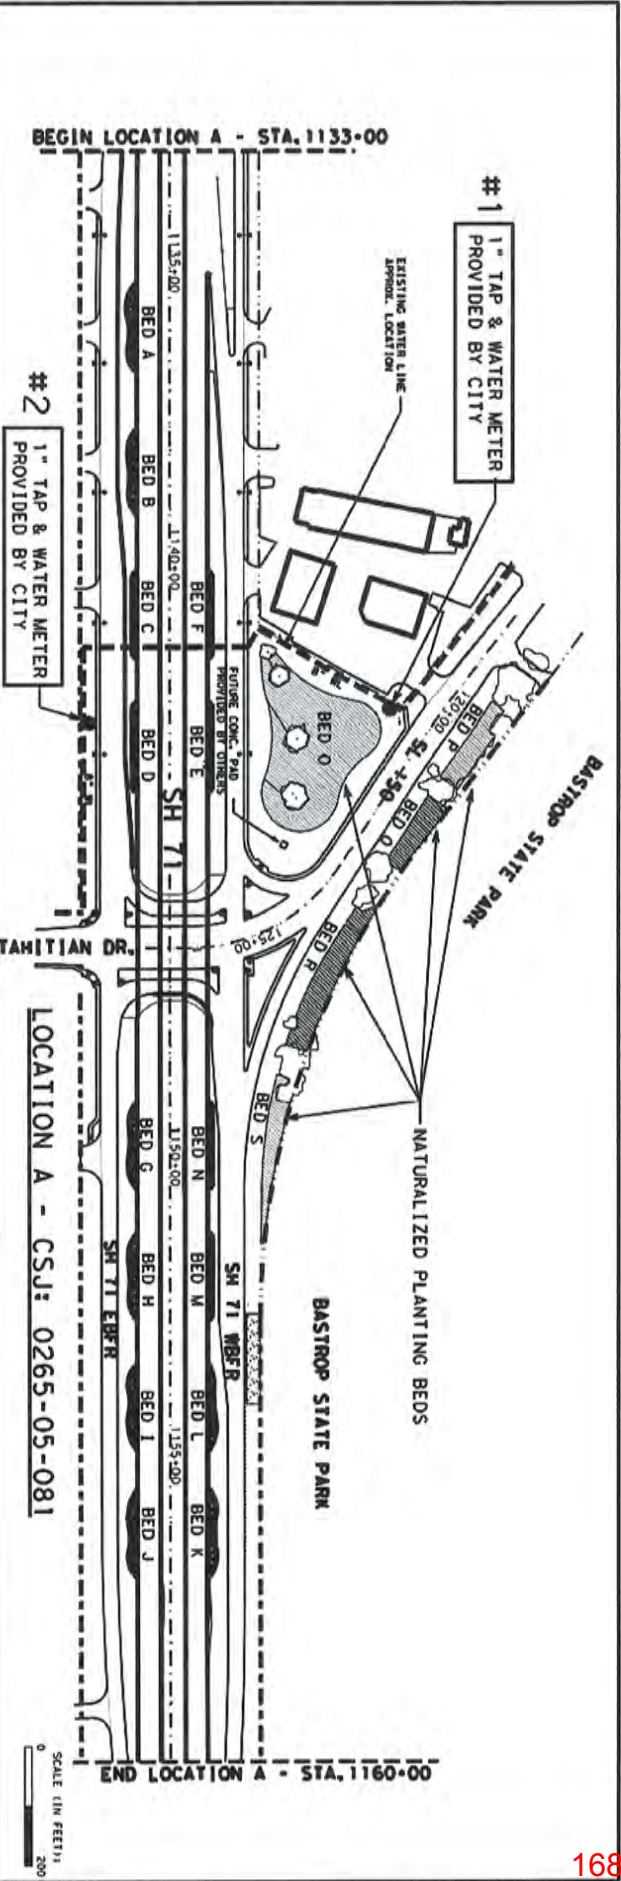 BEGIN LOCATION A - STA. 1133+00
#1
1" TAP & WATER METER
PROVIDED BY CITY
EXISTING WATER LINE
APPROX. LOCATION
#2
1" TAP & WATER METER
PROVIDED BY CITY
1135+00
BED A
BED B
1140+00
BED C
BED F
BED D
BED E
FUTURE CONC. PAD
PROVIDED BY OTHERS
BED O
SH 71
120+00
SL 150
BED P
BED Q
BED R
BED S
125+00
BASTROP STATE PARK
NATURALIZED PLANTING BEDS
TAHITIAN DR.
BED G
1150+00
BED N
BED H
BED M
BED I
BED L
1155+00
BED J
BED K
SH 71 EBFR
SH 71 WBFR
BASTROP STATE PARK
LOCATION A - CSJ: 0265-05-081
END LOCATION A - STA. 1160+00
SCALE (IN FEET):
0 200
168